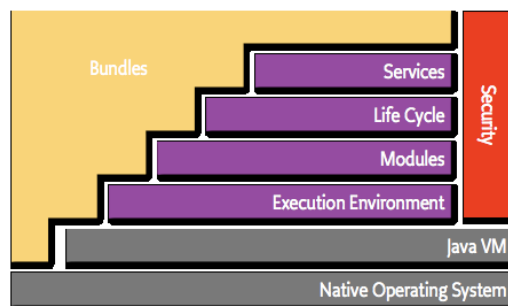 Bundles
Services
Life Cycle
Modules
Execution Environment
Java VM
Native Operating System
Security